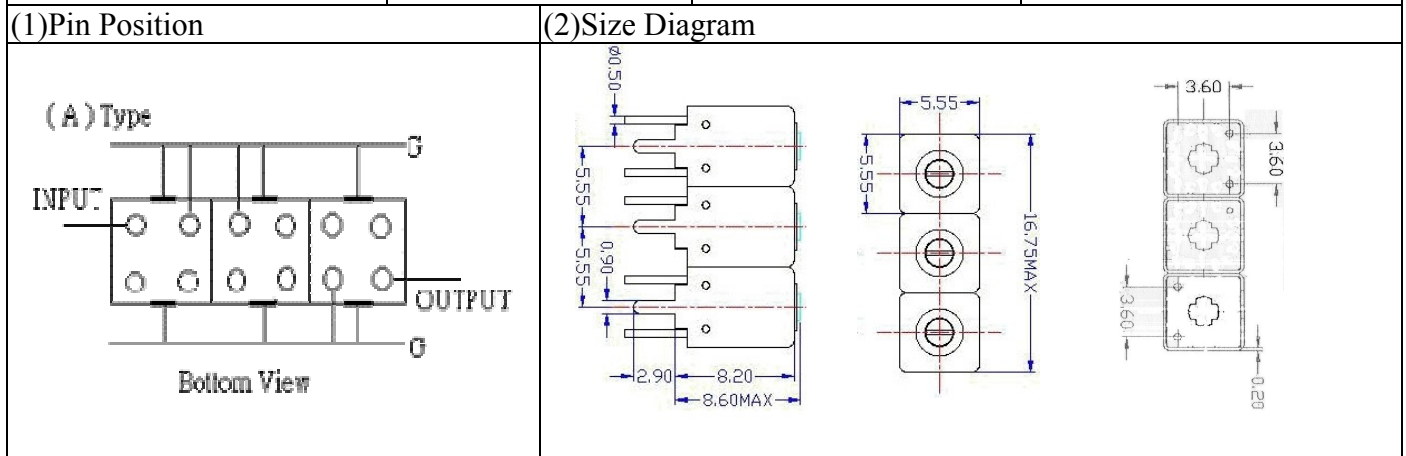 (1)Pin Position
(2)Size Diagram
(A)Type
G
INPUT
OUTPUT
G
Bottom View
ø0.50
5.55
5.55
0.90
2.90
8.20
8.60MAX
5.55
5.55
16.75MAX
3.60
3.60
3.60
0.20